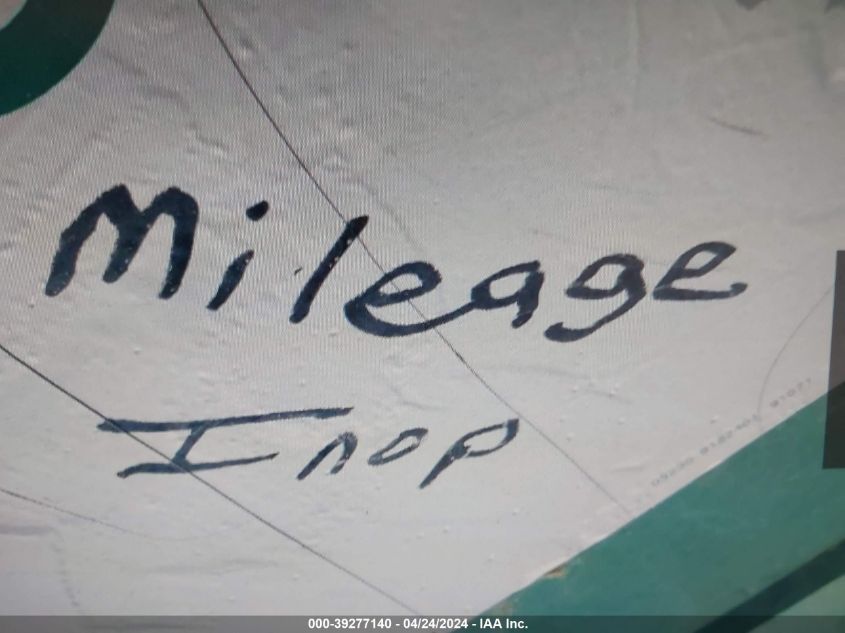 Mileage
Inop
000-39277140 - 04/24/2024 - IAA Inc.